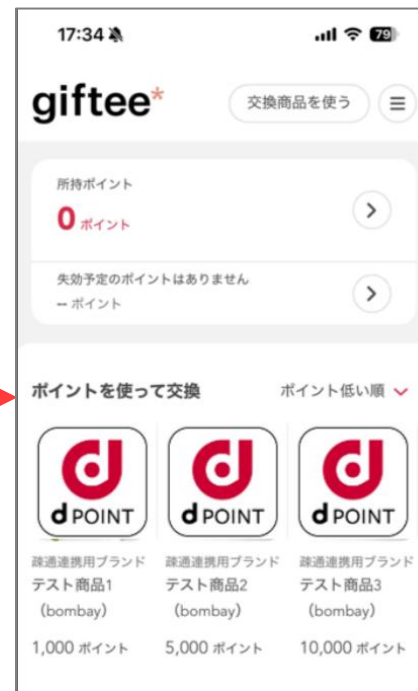 17:34
79
giftee*
交換商品を使う
所持ポイント
0 ポイント
失効予定のポイントはありません
-- ポイント
ポイントを使って交換
ポイント低い順
d POINT
d POINT
d POINT
疎通連携用ブランド
疎通連携用ブランド
疎通連携用ブランド
テスト商品1
テスト商品2
テスト商品3
（bombay）
（bombay）
（bombay）
1,000 ポイント
5,000 ポイント
10,000 ポイント